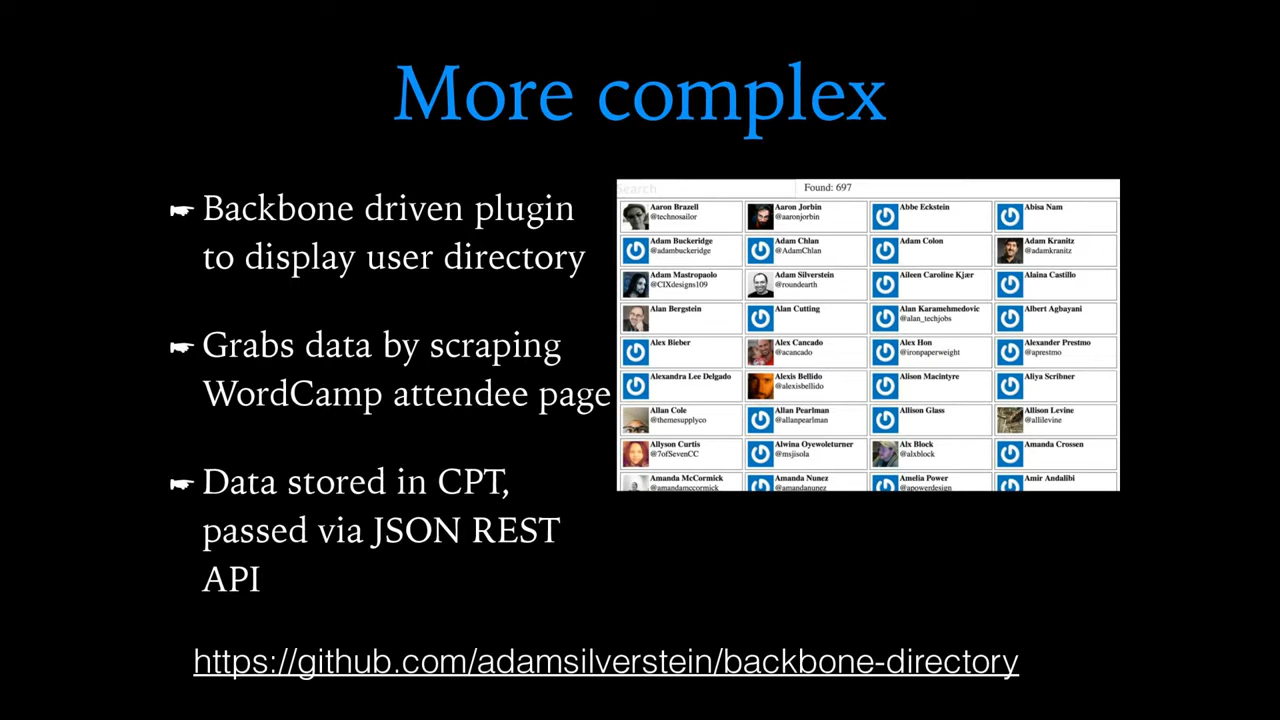 More complex
☛ Backbone driven plugin
to display user directory
☛ Grabs data by scraping
WordCamp attendee page
☛ Data stored in CPT,
passed via JSON REST
API
Search
Found: 697
Aaron Brazell
@technosailor
Aaron Jorbin
@aaronjorbin
Abbe Eckstein
Abisa Nam
Adam Buckeridge
@adambuckeridge
Adam Chlan
@AdamChlan
Adam Colon
Adam Kranitz
@adamkranitz
Adam Mastropaolo
@CIXdesigns109
Adam Silverstein
@roundearth
Aileen Caroline Kjær
Alaina Castillo
Alan Bergstein
Alan Cutting
Alan Karamehmedovic
@alan_techjobs
Albert Agbayani
Alex Bieber
Alex Cancado
@acancado
Alex Hon
@ironpaperweight
Alexander Prestmo
@aprestmo
Alexandra Lee Delgado
Alexis Bellido
@alexisbellido
Alison Macintyre
Aliya Scribner
Allan Cole
@themesupplyco
Allan Pearlman
@allanpearlman
Allison Glass
Allison Levine
@allilevine
Allyson Curtis
@7ofSevenCC
Alwina Oyewoleturner
@msjisola
Alx Block
@alxblock
Amanda Crossen
Amanda McCormick
@amandamccormick
Amanda Nunez
@amandanunez
Amelia Power
@apowerdesign
Amir Andalibi
https://github.com/adamsilverstein/backbone-directory